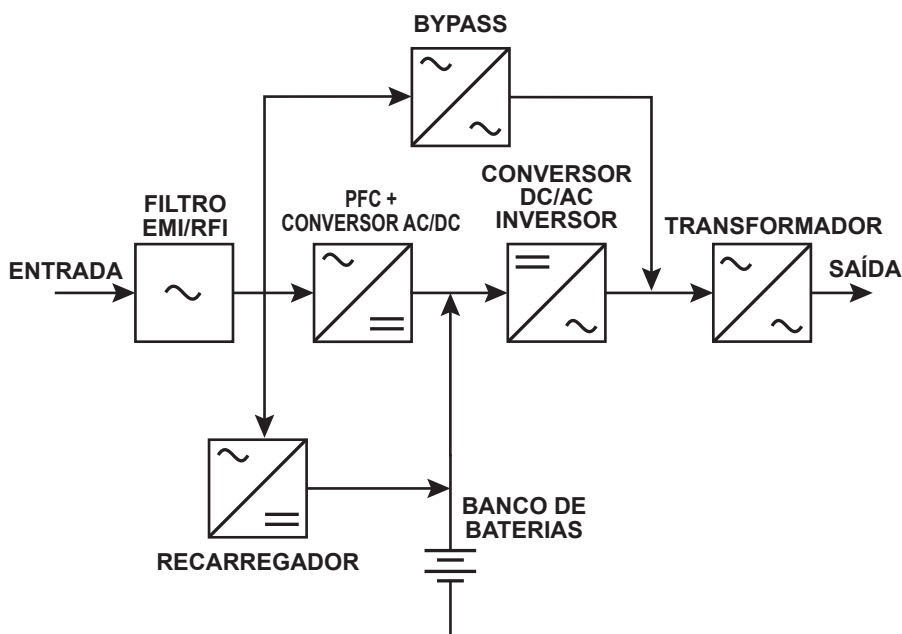 BYPASS
CONVERSOR
DC/AC
INVERSOR
PFC +
CONVERSOR AC/DC
FILTRO
EMI/RFI
TRANSFORMADOR
ENTRADA
SAÍDA
BANCO DE
BATERIAS
RECARREGADOR